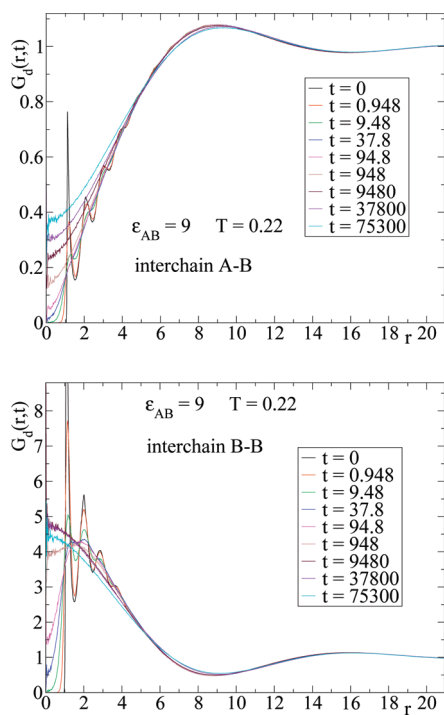 G_d(r,t)
1
0.8
0.6
0.4
0.2
0
t = 0
t = 0.948
t = 9.48
t = 37.8
t = 94.8
t = 948
t = 9480
t = 37800
t = 75300
ε_AB = 9 T = 0.22
interchain A-B
0 2 4 6 8 10 12 14 16 18 20
r
G_d(r,t)
8
7
6
5
4
3
2
1
0
ε_AB = 9 T = 0.22
interchain B-B
t = 0
t = 0.948
t = 9.48
t = 37.8
t = 94.8
t = 948
t = 9480
t = 37800
t = 75300
0 2 4 6 8 10 12 14 16 18 20
r